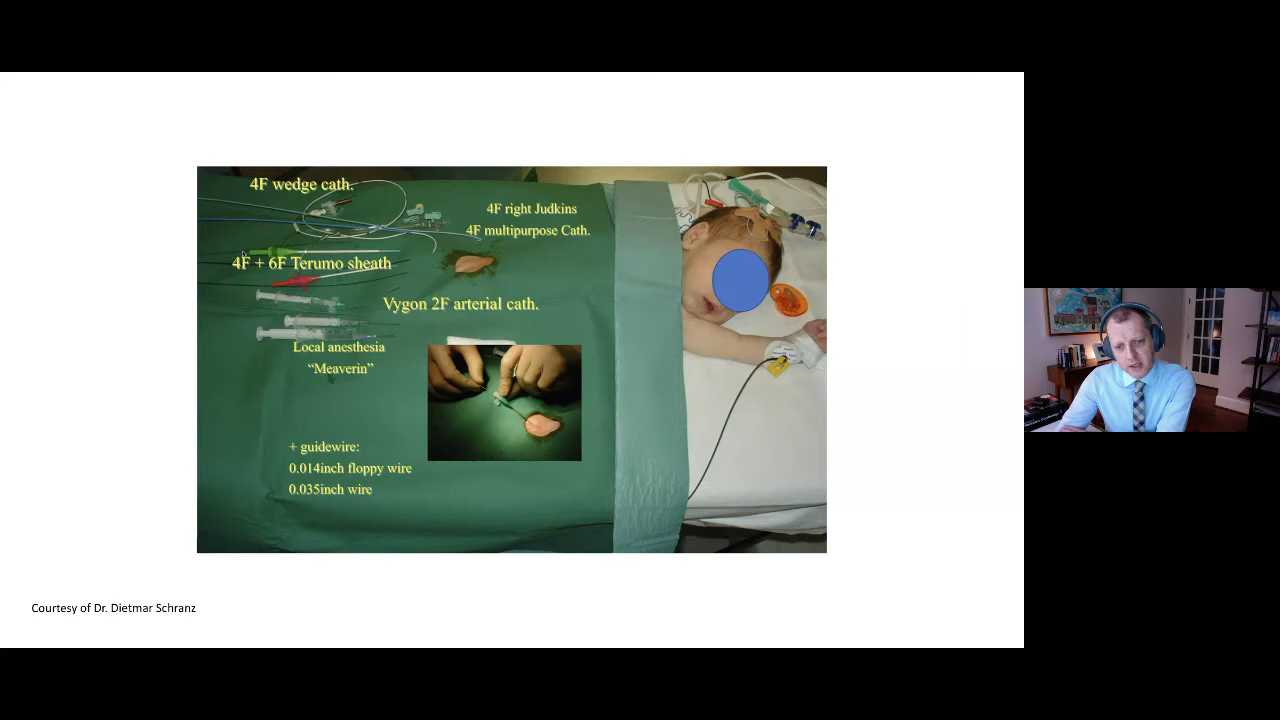 4F wedge cath.
4F right Judkins
4F multipurpose Cath.
4F + 6F Terumo sheath
Vygon 2F arterial cath.
Local anesthesia
“Meaverin”
+ guidewire:
0.014inch floppy wire
0.035inch wire
Courtesy of Dr. Dietmar Schranz